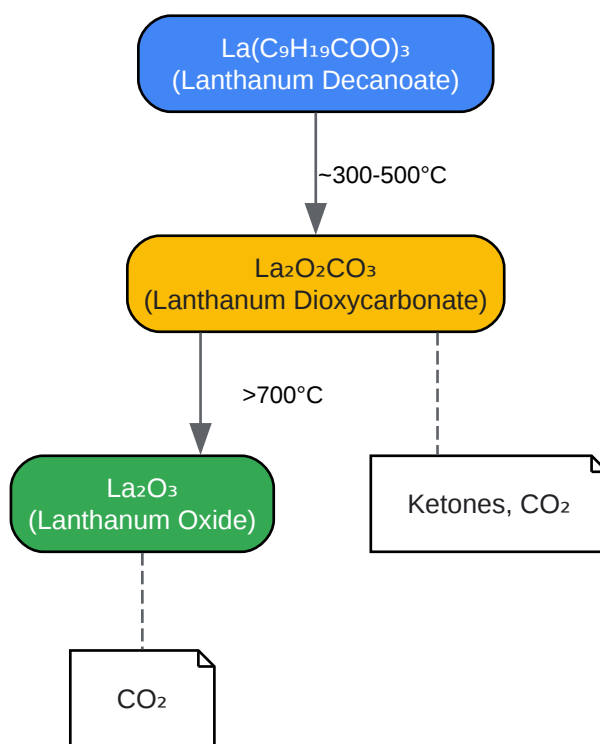 La(C₉H₁₉COO)₃
(Lanthanum Decanoate)
~300-500°C
La₂O₂CO₃
(Lanthanum Dioxycarbonate)
>700°C
La₂O₃
(Lanthanum Oxide)
Ketones, CO₂
CO₂